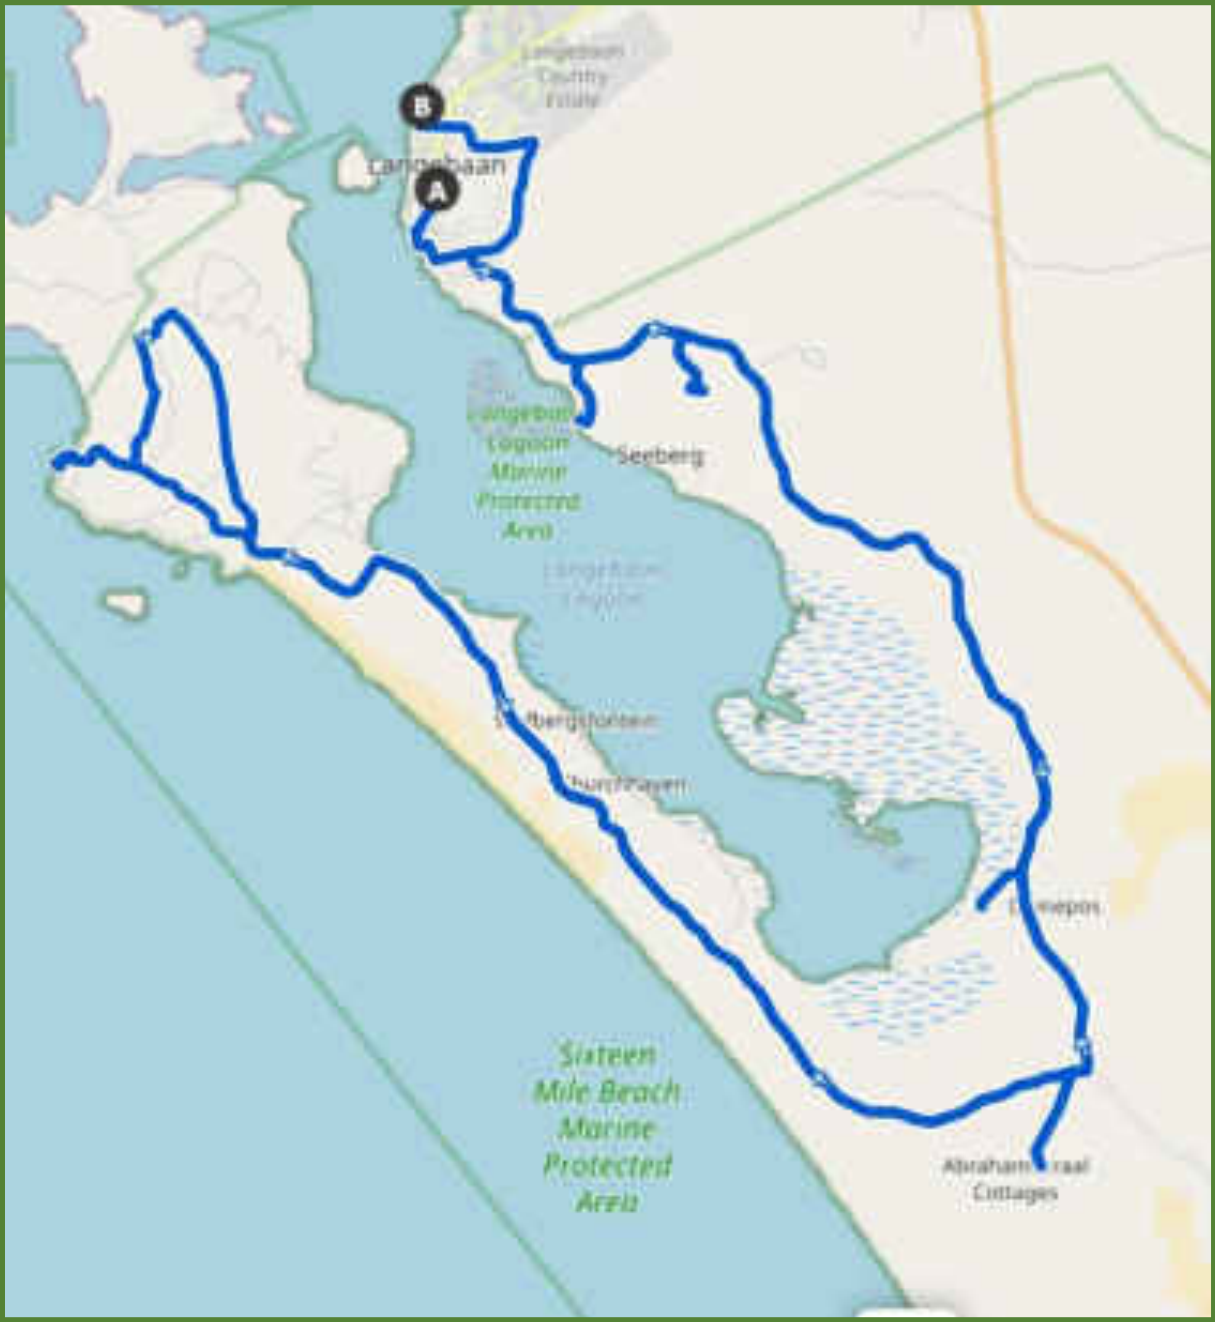 Langebaan
Country
Estate
B
Langebaan
A
Langebaan
Lagoon
Marine
Protected
Area
Seeberg
Langebaan
Lagoon
Churchhaven
Sixteen
Mile Beach
Marine
Protected
Area
Cottages